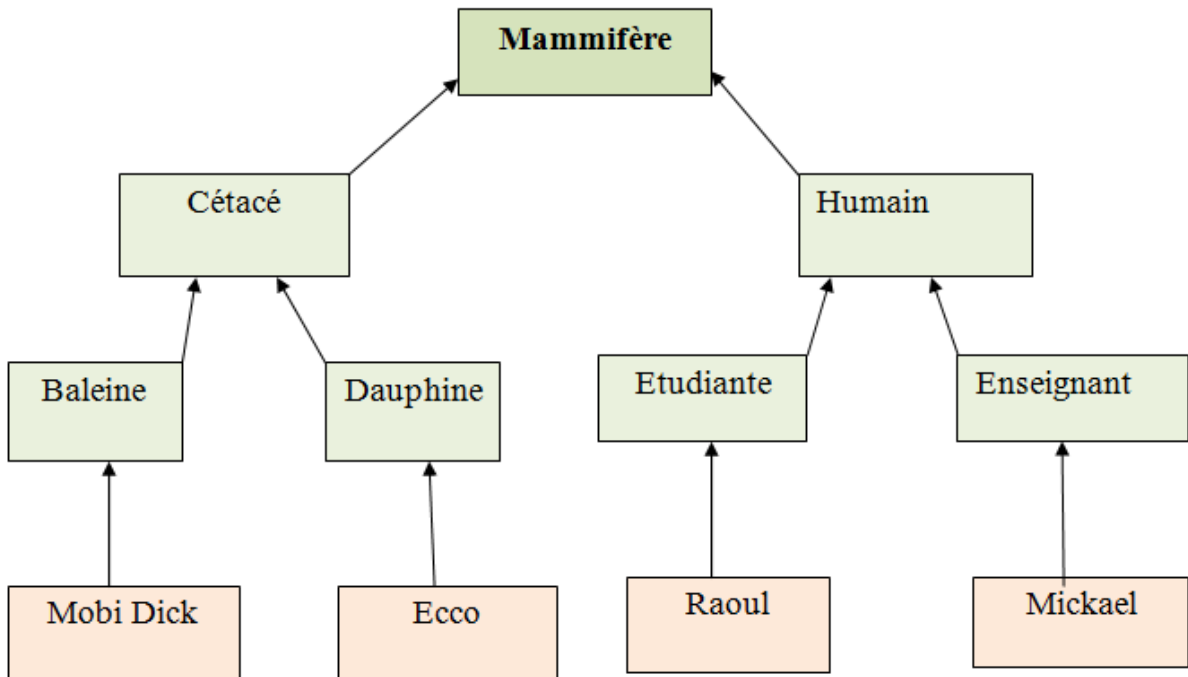 Mammifère
Cétacé
Humain
Baleine
Dauphine
Etudiante
Enseignant
Mobi Dick
Ecco
Raoul
Mickael